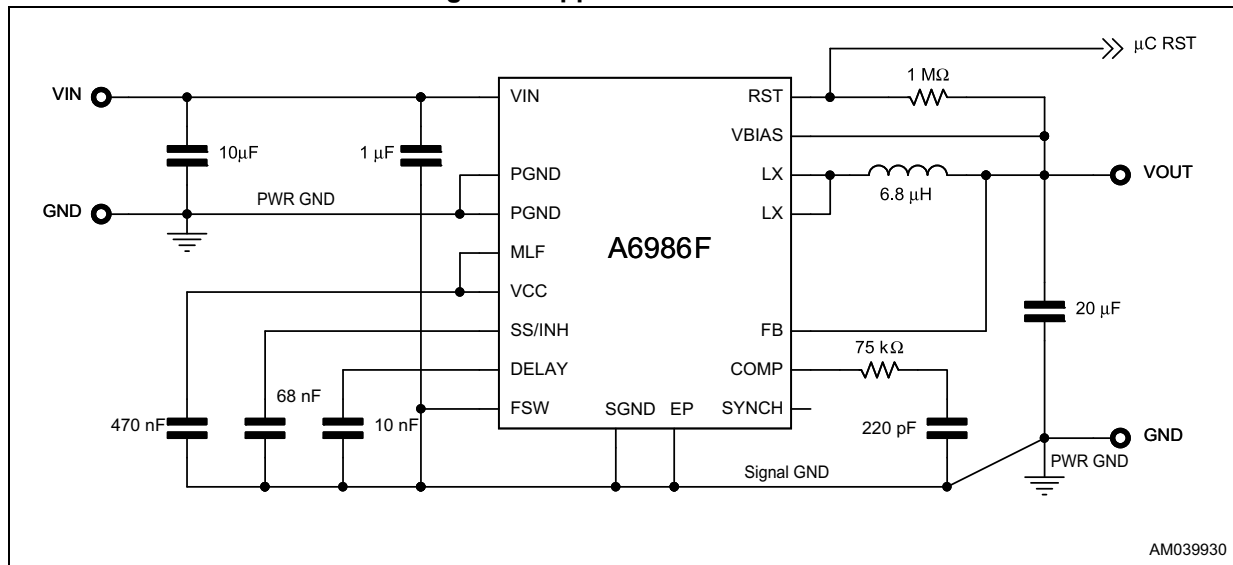 μC RST
1 MΩ
VIN
VIN
RST
10μF
1 μF
VBIAS
PGND
LX
VOUT
PWR GND
6.8 μH
GND
PGND
LX
MLF
A6986F
VCC
20 μF
SS/INH
FB
75 kΩ
DELAY
COMP
68 nF
FSW
SGND
EP
SYNCH
470 nF
10 nF
220 pF
GND
PWR GND
Signal GND
AM039930